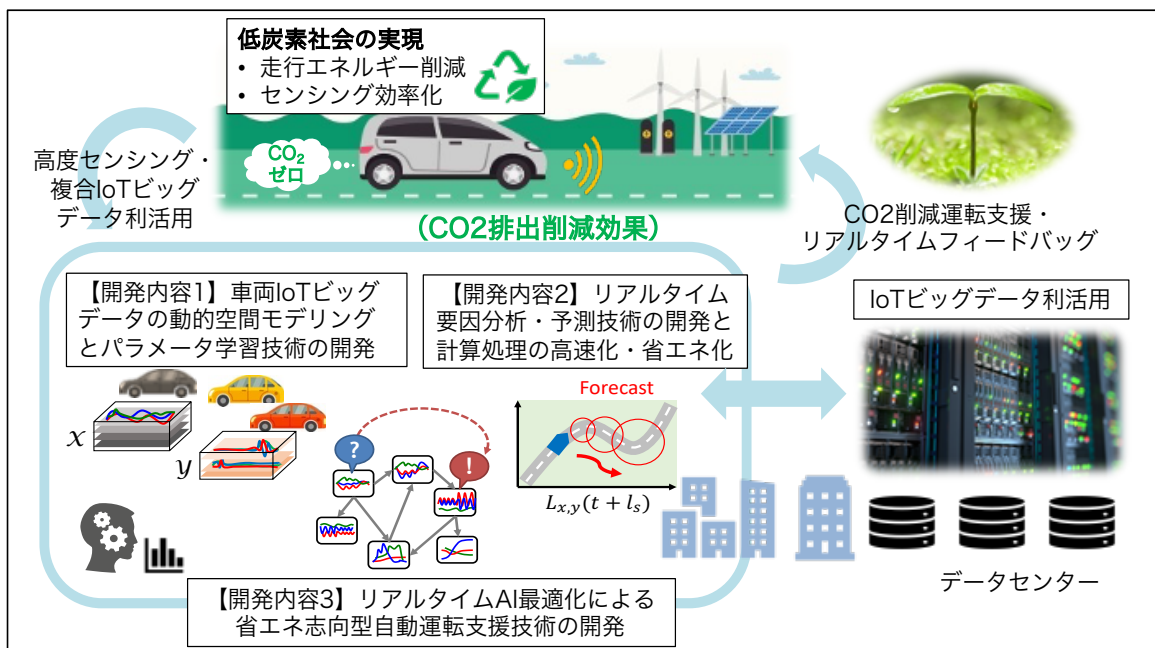 低炭素社会の実現
• 走行エネルギー削減
• センシング効率化
CO₂
ゼロ
高度センシング・
複合IoTビッグ
データ利活用
（CO2排出削減効果）
CO2削減運転支援・
リアルタイムフィードバッグ
【開発内容1】車両IoTビッグ
データの動的空間モデリング
とパラメータ学習技術の開発
【開発内容2】リアルタイム
要因分析・予測技術の開発と
計算処理の高速化・省エネ化
IoTビッグデータ利活用
x
y
?
!
Forecast
L_{x,y}(t + l_s)
データセンター
【開発内容3】リアルタイムAI最適化による
省エネ志向型自動運転支援技術の開発